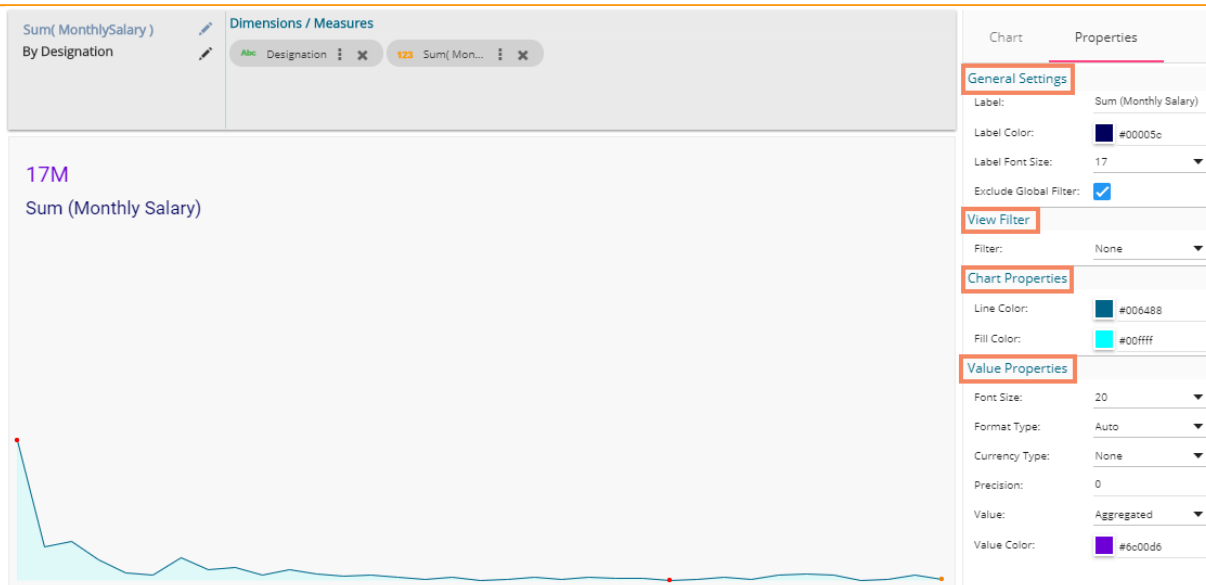 Sum( MonthlySalary )
By Designation
Dimensions / Measures
Abc Designation
123 Sum( Mon...
17M
Sum (Monthly Salary)
Chart Properties
General Settings
Label: Sum (Monthly Salary)
Label Color: #00005c
Label Font Size: 17
Exclude Global Filter:
View Filter
Filter: None
Chart Properties
Line Color: #006488
Fill Color: #00ffff
Value Properties
Font Size: 20
Format Type: Auto
Currency Type: None
Precision: 0
Value: Aggregated
Value Color: #6c00d6